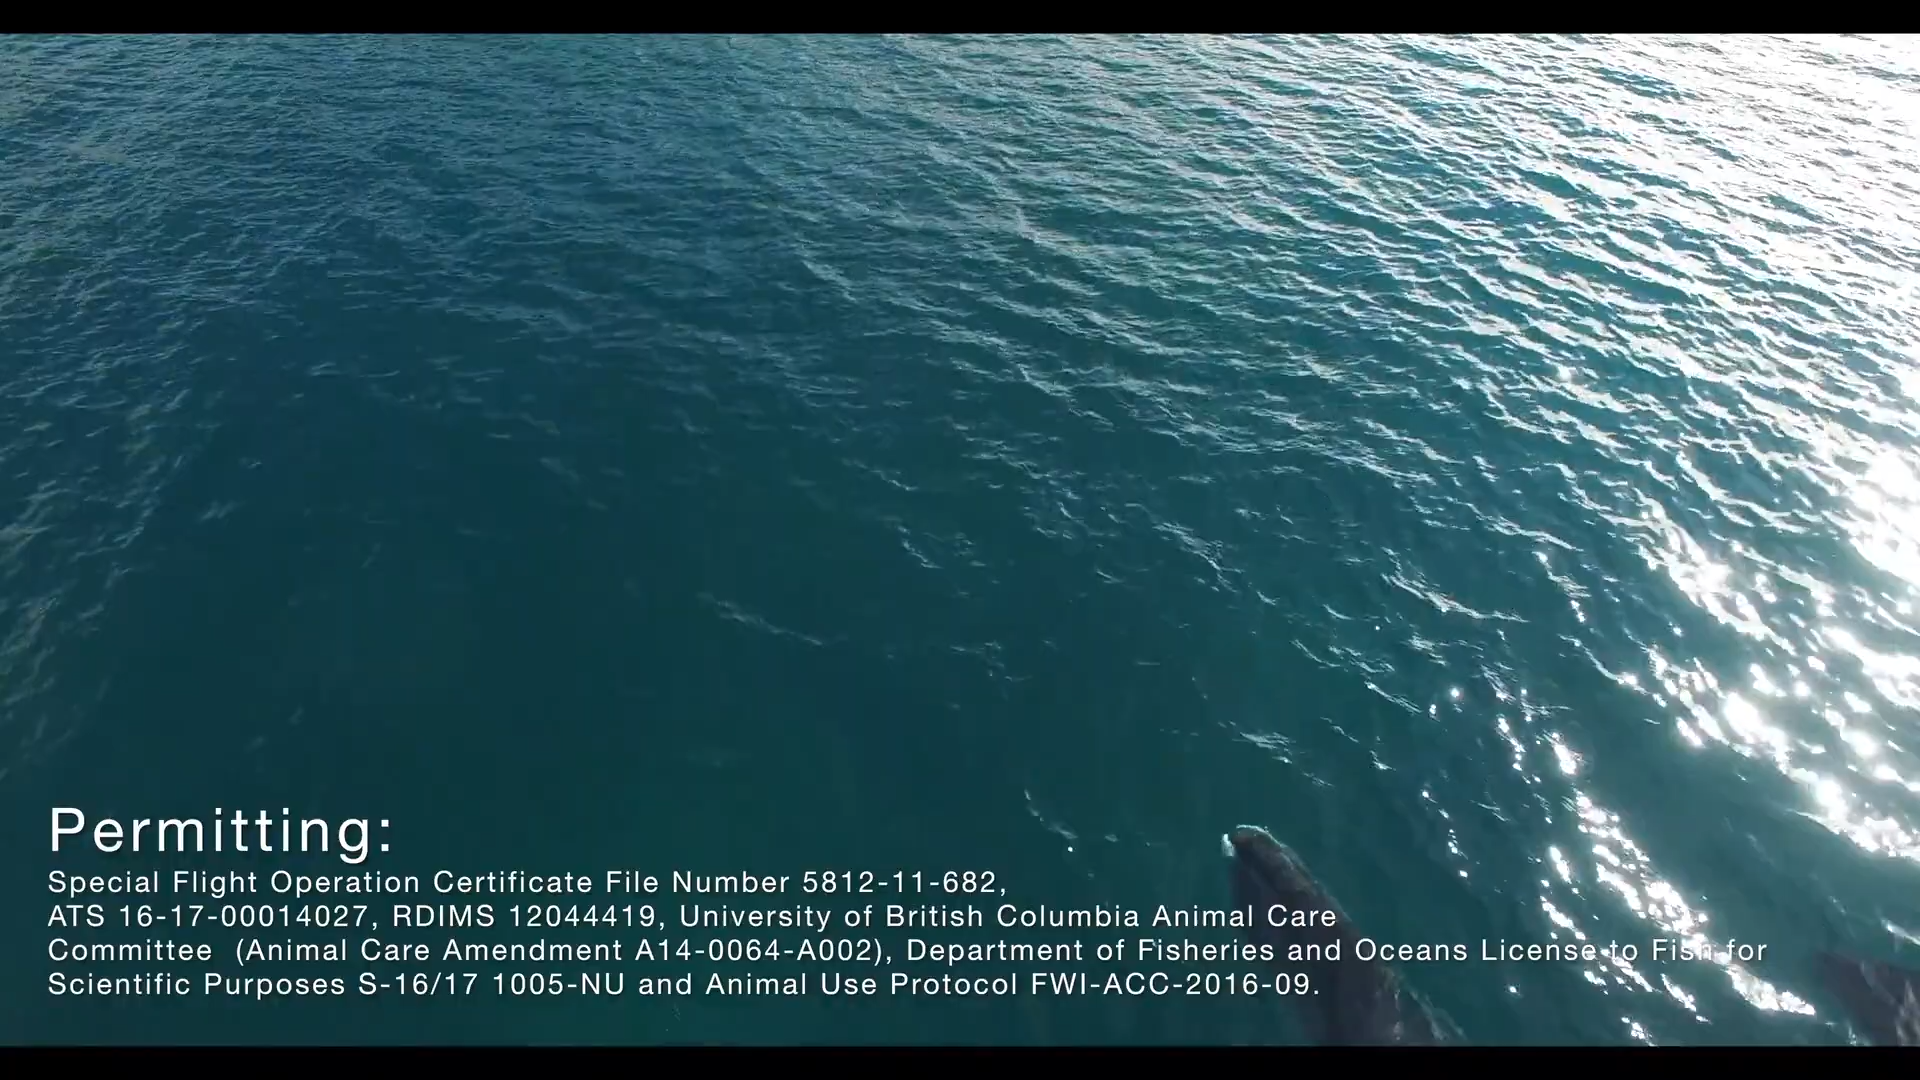 Permitting:
Special Flight Operation Certificate File Number 5812-11-682,
ATS 16-17-00014027, RDIMS 12044419, University of British Columbia Animal Care
Committee  (Animal Care Amendment A14-0064-A002), Department of Fisheries and Oceans License to Fish for
Scientific Purposes S-16/17 1005-NU and Animal Use Protocol FWI-ACC-2016-09.